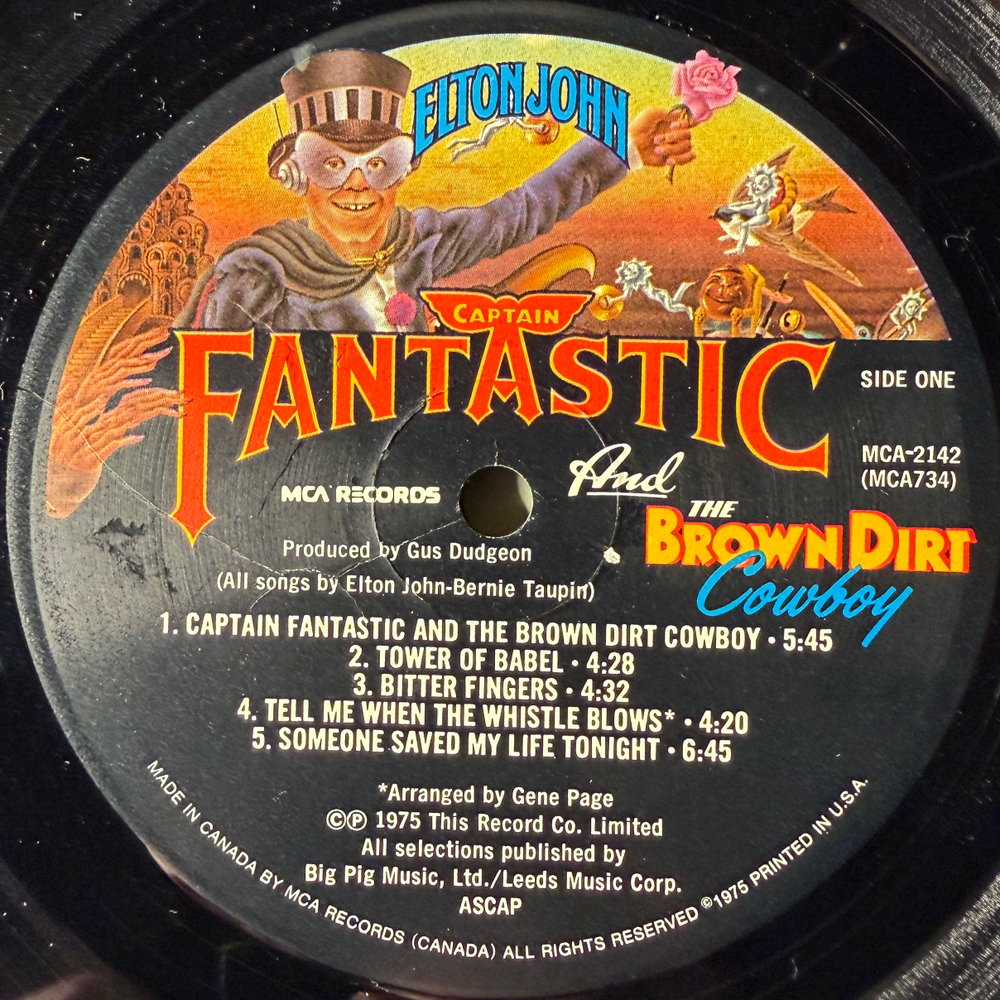 ELTON JOHN
CAPTAIN
FANTASTIC
SIDE ONE
And
MCA-2142
(MCA734)
MCA RECORDS
THE
BROWN DIRT
Cowboy
Produced by Gus Dudgeon
(All songs by Elton John-Bernie Taupin)
1. CAPTAIN FANTASTIC AND THE BROWN DIRT COWBOY • 5:45
2. TOWER OF BABEL • 4:28
3. BITTER FINGERS • 4:32
4. TELL ME WHEN THE WHISTLE BLOWS* • 4:20
5. SOMEONE SAVED MY LIFE TONIGHT • 6:45
*Arranged by Gene Page
©℗ 1975 This Record Co. Limited
All selections published by
Big Pig Music, Ltd./Leeds Music Corp.
ASCAP
MADE IN CANADA BY MCA RECORDS (CANADA) ALL RIGHTS RESERVED ©1975 PRINTED IN U.S.A.